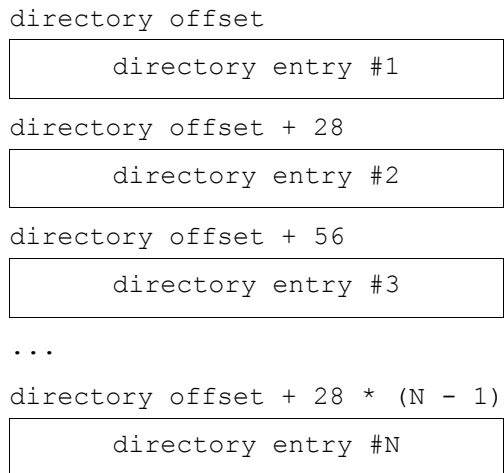 directory offset
directory entry #1
directory offset + 28
directory entry #2
directory offset + 56
directory entry #3
...
directory offset + 28 * (N - 1)
directory entry #N